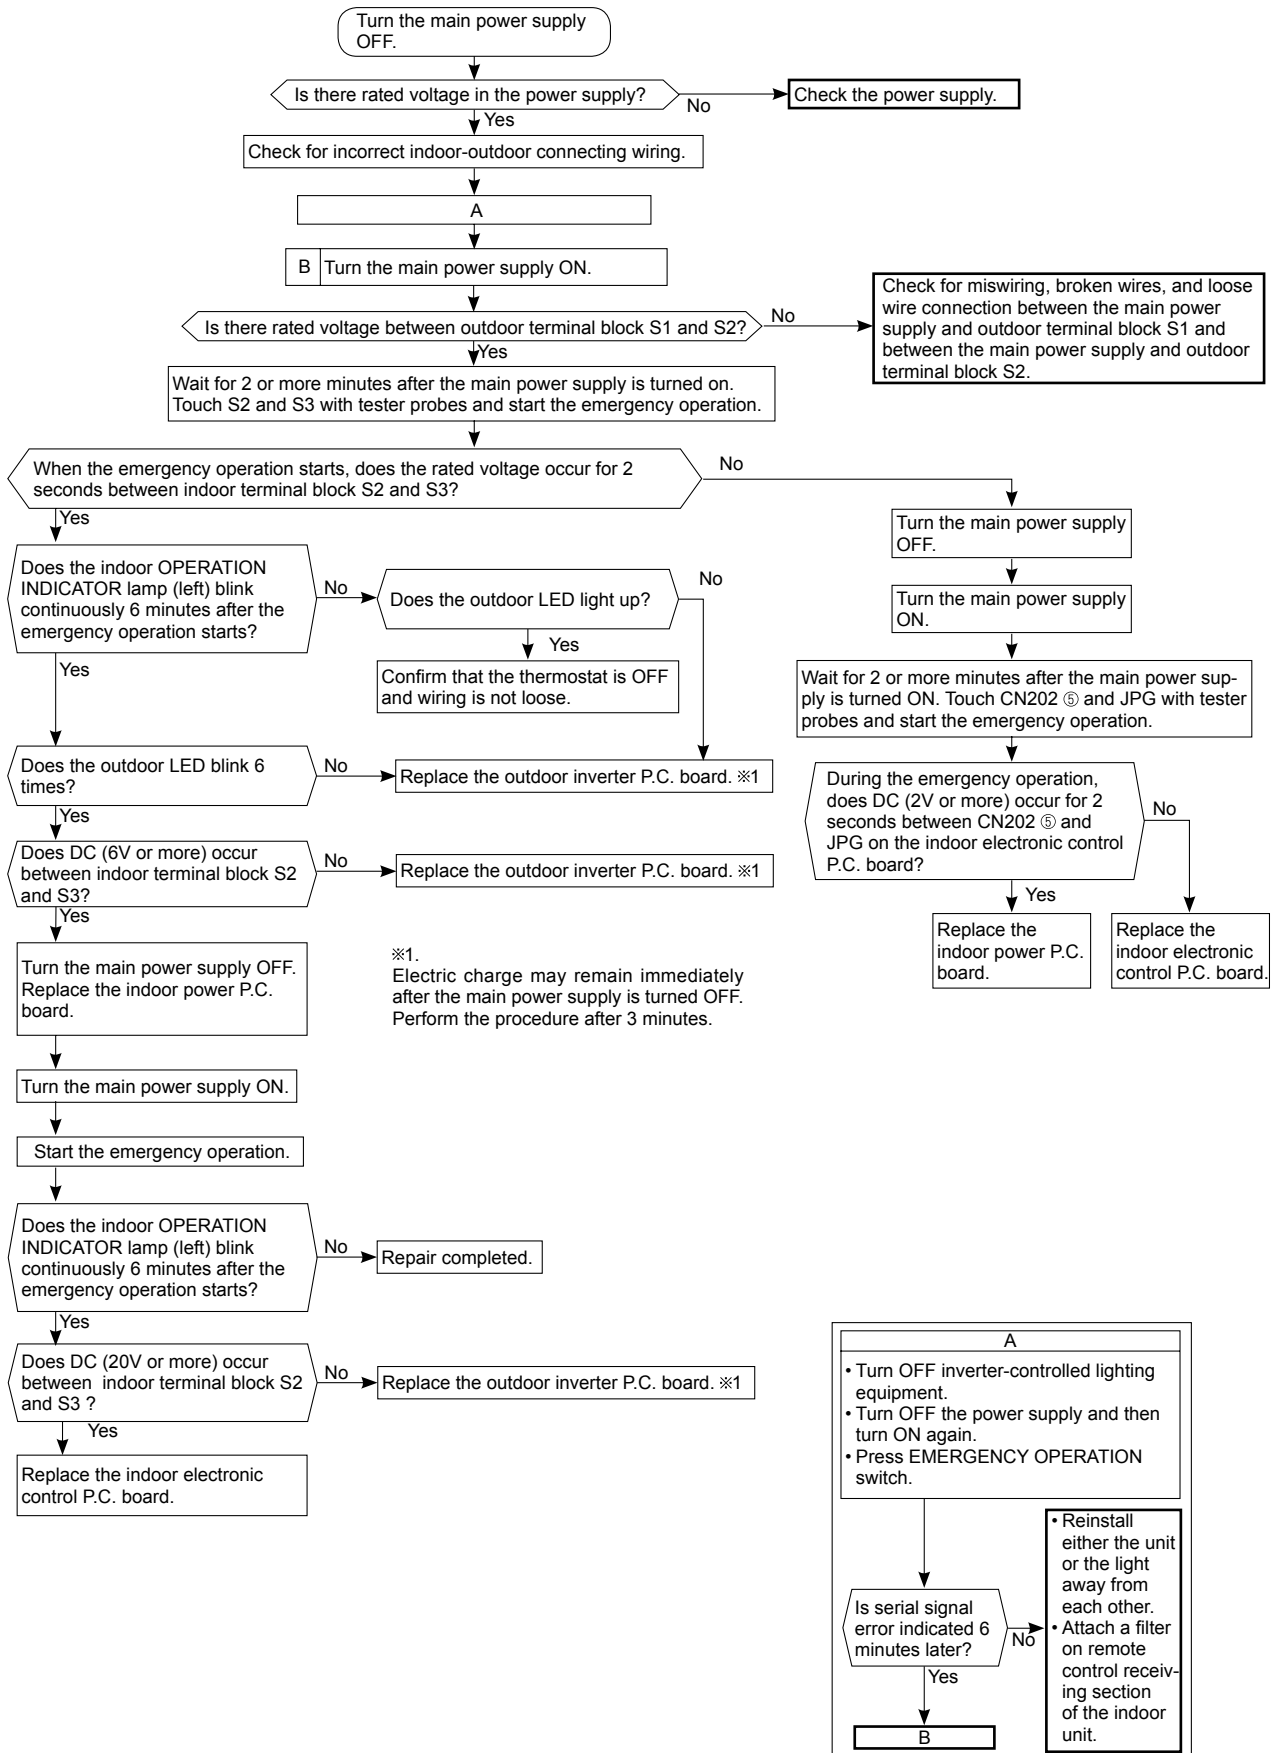 Turn the main power supply
OFF.
Is there rated voltage in the power supply?
No
Check the power supply.
Yes
Check for incorrect indoor-outdoor connecting wiring.
A
B
Turn the main power supply ON.
Is there rated voltage between outdoor terminal block S1 and S2?
No
Check for miswiring, broken wires, and loose
wire connection between the main power
supply and outdoor terminal block S1 and
between the main power supply and outdoor
terminal block S2.
Yes
Wait for 2 or more minutes after the main power supply is turned on.
Touch S2 and S3 with tester probes and start the emergency operation.
When the emergency operation starts, does the rated voltage occur for 2
seconds between indoor terminal block S2 and S3?
No
Yes
Does the indoor OPERATION
INDICATOR lamp (left) blink
continuously 6 minutes after the
emergency operation starts?
No
Does the outdoor LED light up?
No
Yes
Confirm that the thermostat is OFF
and wiring is not loose.
Yes
Does the outdoor LED blink 6
times?
No
Replace the outdoor inverter P.C. board. ※1
Yes
Does DC (6V or more) occur
between indoor terminal block S2
and S3?
No
Replace the outdoor inverter P.C. board. ※1
Yes
Turn the main power supply OFF.
Replace the indoor power P.C.
board.
※1.
Electric charge may remain immediately
after the main power supply is turned OFF.
Perform the procedure after 3 minutes.
Turn the main power supply ON.
Start the emergency operation.
Does the indoor OPERATION
INDICATOR lamp (left) blink
continuously 6 minutes after the
emergency operation starts?
No
Repair completed.
Yes
Does DC (20V or more) occur
between indoor terminal block S2
and S3 ?
No
Replace the outdoor inverter P.C. board. ※1
Yes
Replace the indoor electronic
control P.C. board.
Turn the main power supply
OFF.
Turn the main power supply
ON.
Wait for 2 or more minutes after the main power sup-
ply is turned ON. Touch CN202 ⑤ and JPG with tester
probes and start the emergency operation.
During the emergency operation,
does DC (2V or more) occur for 2
seconds between CN202 ⑤ and
JPG on the indoor electronic control
P.C. board?
No
Yes
Replace the
indoor power P.C.
board.
Replace the
indoor electronic
control P.C. board.
A
• Turn OFF inverter-controlled lighting
equipment.
• Turn OFF the power supply and then
turn ON again.
• Press EMERGENCY OPERATION
switch.
Is serial signal
error indicated 6
minutes later?
No
• Reinstall
either the unit
or the light
away from
each other.
• Attach a filter
on remote
control receiv-
ing section
of the indoor
unit.
Yes
B